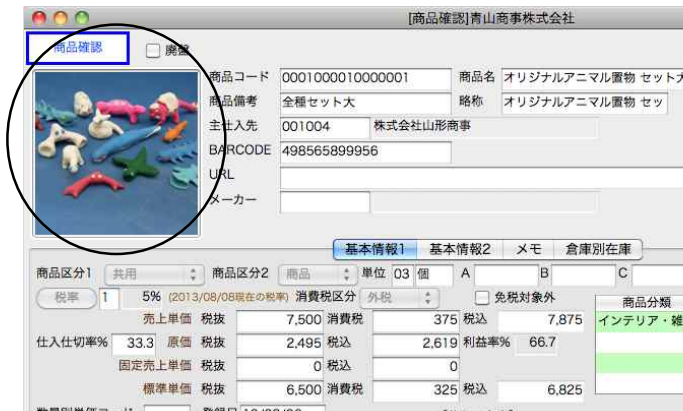 [商品確認]青山商事株式会社
商品確認 廃盤
商品コード 0001000010000001 商品名 オリジナルアニマル置物 セット大
商品備考 全種セット大 略称 オリジナルアニマル置物 セッ
主仕入先 001004 株式会社山形商事
BARCODE 498565899956
URL
メーカー
基本情報1 基本情報2 メモ 倉庫別在庫
商品区分1 共用 商品区分2 商品 単位 03 個 A B C
税率 1 5% (2013/08/08現在の税率) 消費税区分 外税 免税対象外 商品分類
売上単価 税抜 7,500 消費税 375 税込 7,875 インテリア・雑
仕入仕切率% 33.3 原価 税抜 2,495 税込 2,619 利益率% 66.7
固定売上単価 税抜 0 税込 0
標準単価 税抜 6,500 消費税 325 税込 6,825